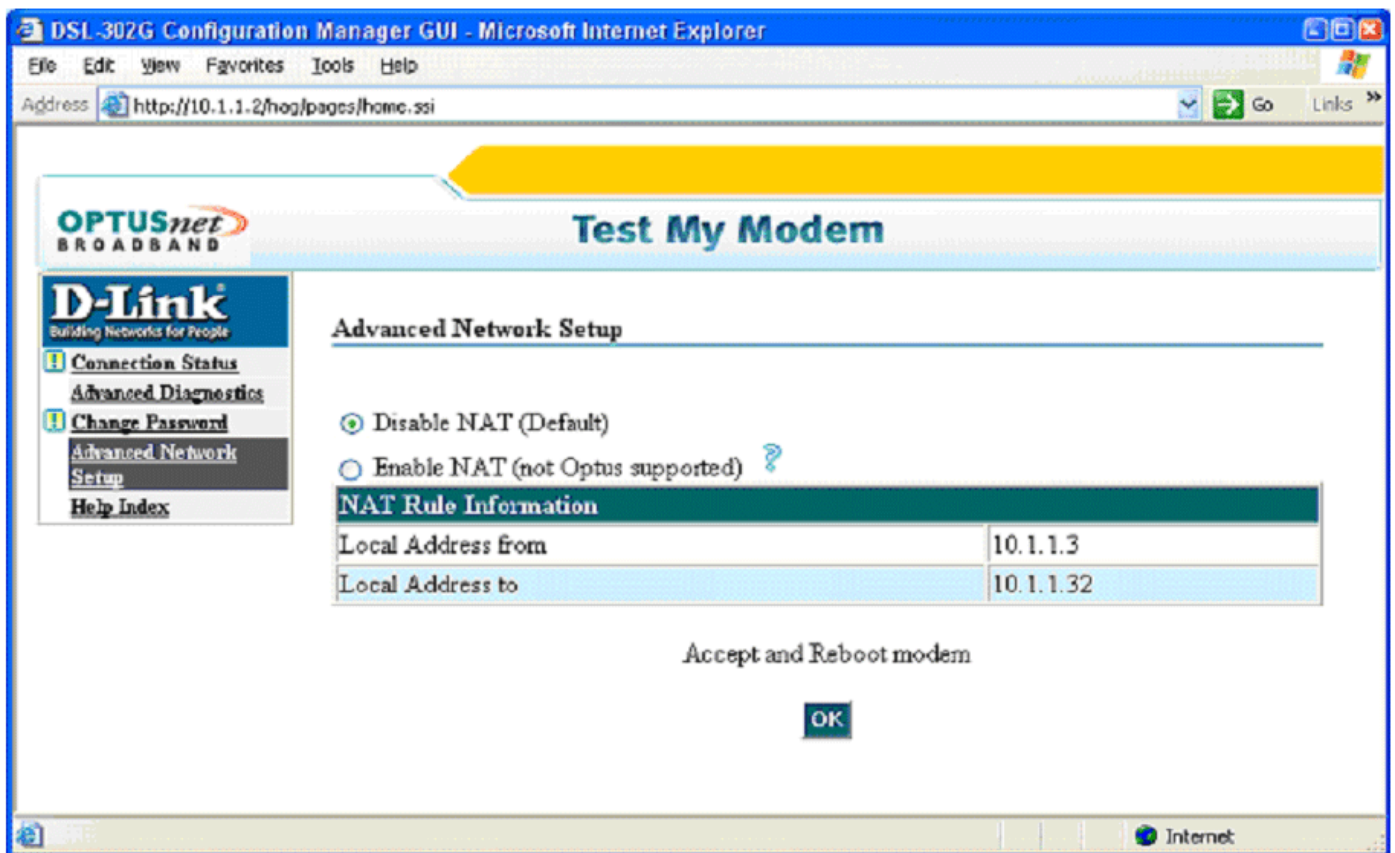 DSL-302G Configuration Manager GUI - Microsoft Internet Explorer
File Edit View Favorites Tools Help
Address http://10.1.1.2/hag/pages/home.ssi Go Links »
OPTUSnet
BROADBAND
Test My Modem
D-Link
Building Networks for People
Connection Status
Advanced Diagnostics
Change Password
Advanced Network
Setup
Help Index
Advanced Network Setup
Disable NAT (Default)
Enable NAT (not Optus supported) ?
NAT Rule Information
Local Address from 10.1.1.3
Local Address to 10.1.1.32
Accept and Reboot modem
OK
Internet